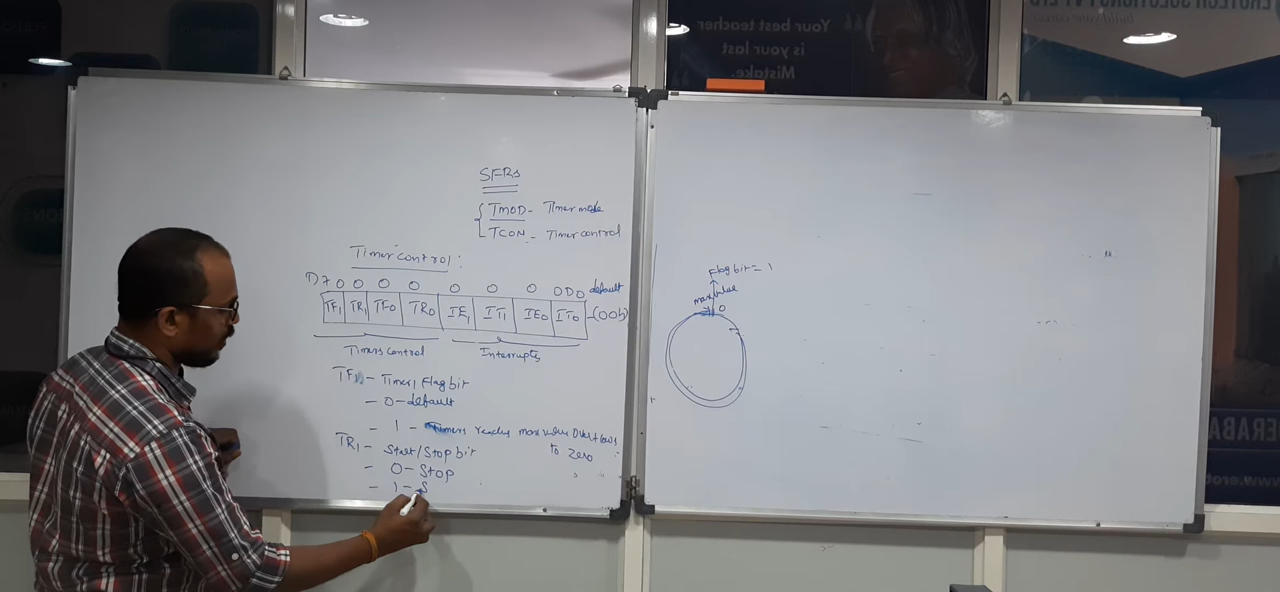 Your best teacher
is your last
Mistake.
SFRs
TMOD - Timer mode
TCON - Timer control
Timer control :
D7 0 0 0 0 0 0 0 0 D0 default
TF1 TR1 TF0 TR0 IE1 IT1 IE0 IT0 - (00h)
Timers control Interrupts
TF1 - Timer1 Flag bit
- 0 - default
- 1 - Timers reaches max value overflows
to zero
TR1 - Start/Stop bit
- 0 - Stop
- 1 - S
Flag bit = 1
max value
0